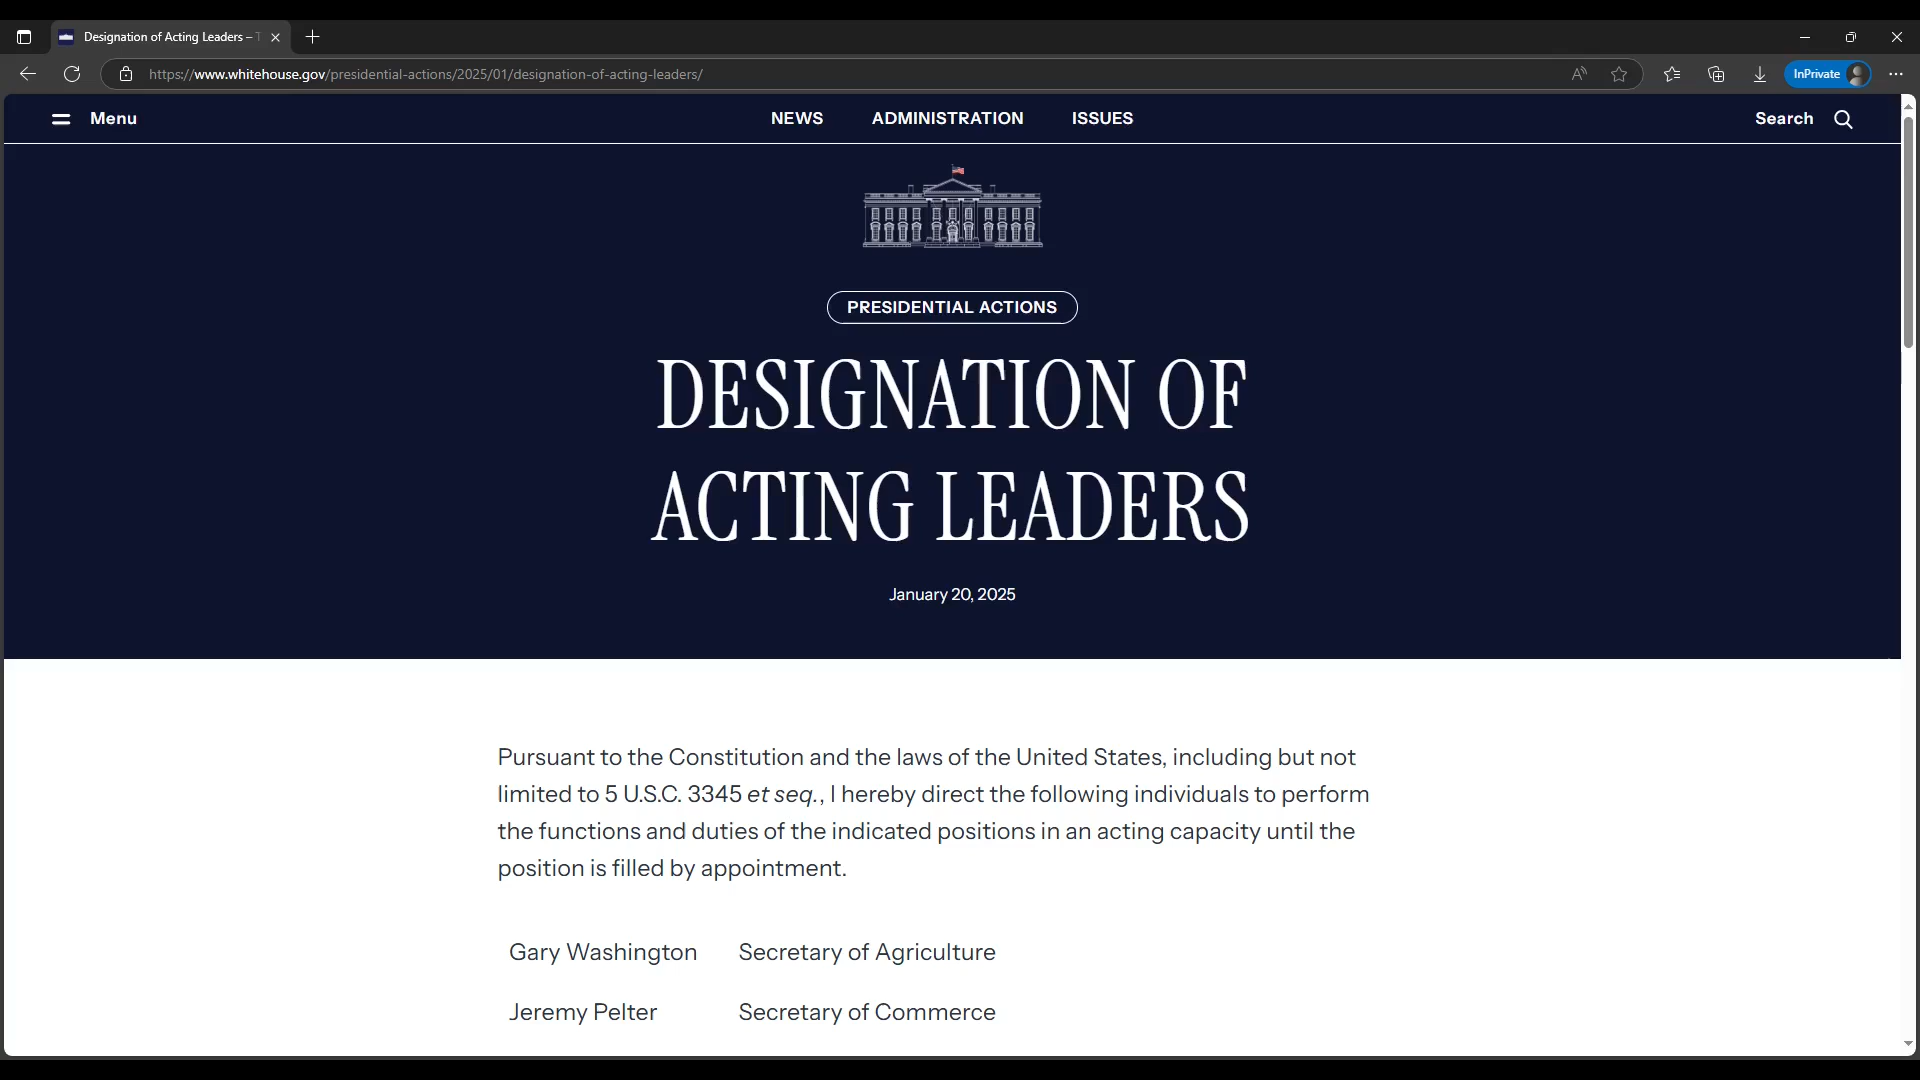 Designation of Acting Leaders – T
https://www.whitehouse.gov/presidential-actions/2025/01/designation-of-acting-leaders/
InPrivate
Menu
NEWS
ADMINISTRATION
ISSUES
Search
PRESIDENTIAL ACTIONS
DESIGNATION OF
ACTING LEADERS
January 20, 2025
Pursuant to the Constitution and the laws of the United States, including but not
limited to 5 U.S.C. 3345 et seq., I hereby direct the following individuals to perform
the functions and duties of the indicated positions in an acting capacity until the
position is filled by appointment.
Gary Washington Secretary of Agriculture
Jeremy Pelter Secretary of Commerce